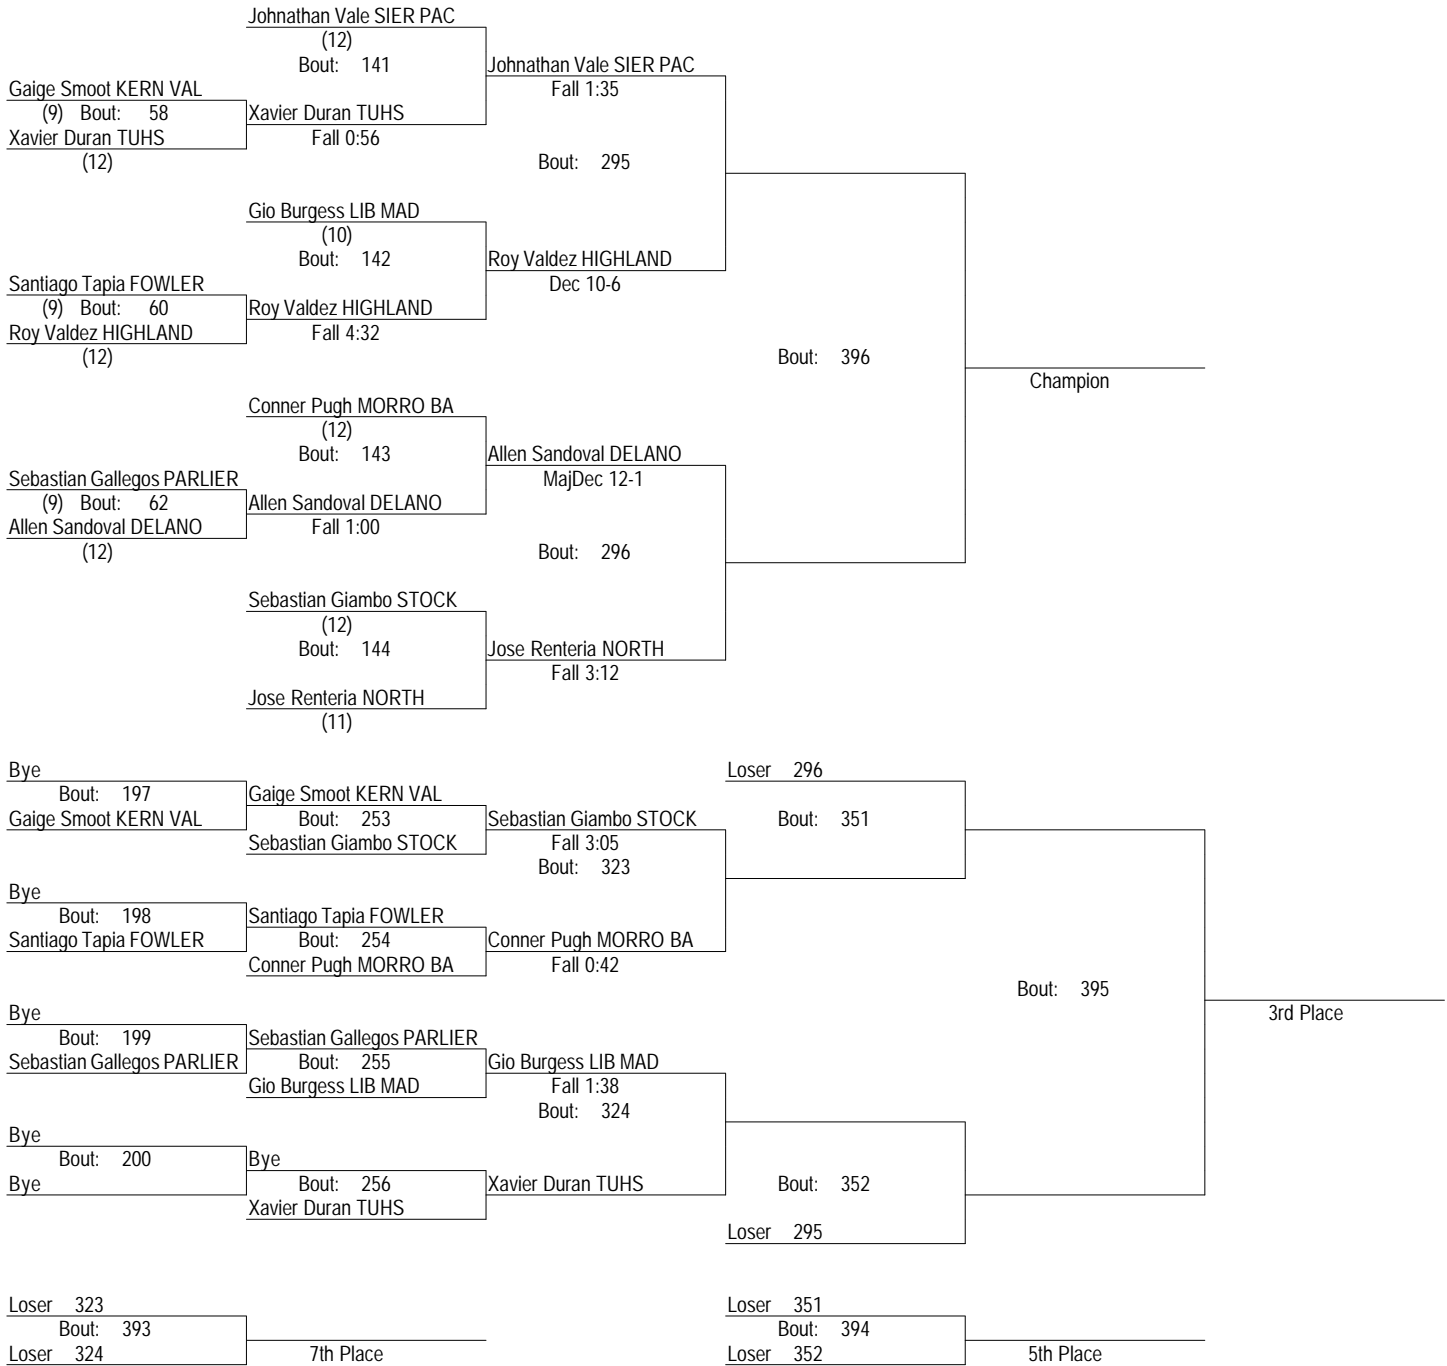 Johnathan Vale SIER PAC
(12)
Bout: 141
Johnathan Vale SIER PAC
Gaige Smoot KERN VAL
Fall 1:35
(9) Bout: 58
Xavier Duran TUHS
Xavier Duran TUHS
Fall 0:56
(12)
Bout: 295
Gio Burgess LIB MAD
(10)
Bout: 142
Roy Valdez HIGHLAND
Santiago Tapia FOWLER
Dec 10-6
(9) Bout: 60
Roy Valdez HIGHLAND
Roy Valdez HIGHLAND
Fall 4:32
(12)
Bout: 396
Champion
Conner Pugh MORRO BA
(12)
Bout: 143
Allen Sandoval DELANO
Sebastian Gallegos PARLIER
MajDec 12-1
(9) Bout: 62
Allen Sandoval DELANO
Allen Sandoval DELANO
Fall 1:00
(12)
Bout: 296
Sebastian Giambo STOCK
(12)
Bout: 144
Jose Renteria NORTH
Fall 3:12
Jose Renteria NORTH
(11)
Bye
Loser 296
Bout: 197
Gaige Smoot KERN VAL
Gaige Smoot KERN VAL
Bout: 253
Sebastian Giambo STOCK
Bout: 351
Sebastian Giambo STOCK
Fall 3:05
Bout: 323
Bye
Bout: 198
Santiago Tapia FOWLER
Santiago Tapia FOWLER
Bout: 254
Conner Pugh MORRO BA
Conner Pugh MORRO BA
Fall 0:42
Bout: 395
3rd Place
Bye
Bout: 199
Sebastian Gallegos PARLIER
Sebastian Gallegos PARLIER
Bout: 255
Gio Burgess LIB MAD
Gio Burgess LIB MAD
Fall 1:38
Bout: 324
Bye
Bout: 200
Bye
Bye
Bout: 256
Xavier Duran TUHS
Bout: 352
Xavier Duran TUHS
Loser 295
Loser 323
Loser 351
Bout: 393
Bout: 394
Loser 324
7th Place
Loser 352
5th Place